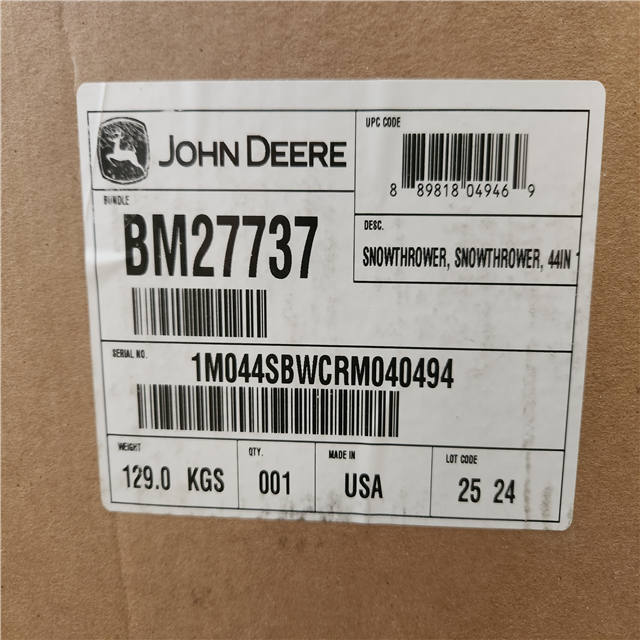 JOHN DEERE
UPC CODE
8 89818 04946 9
BUNDLE
BM27737
DESC.
SNOWTHROWER, SNOWTHROWER, 44IN
SERIAL NO.
1M044SBWCRM040494
WEIGHT
129.0 KGS
QTY.
001
MADE IN
USA
LOT CODE
25 24